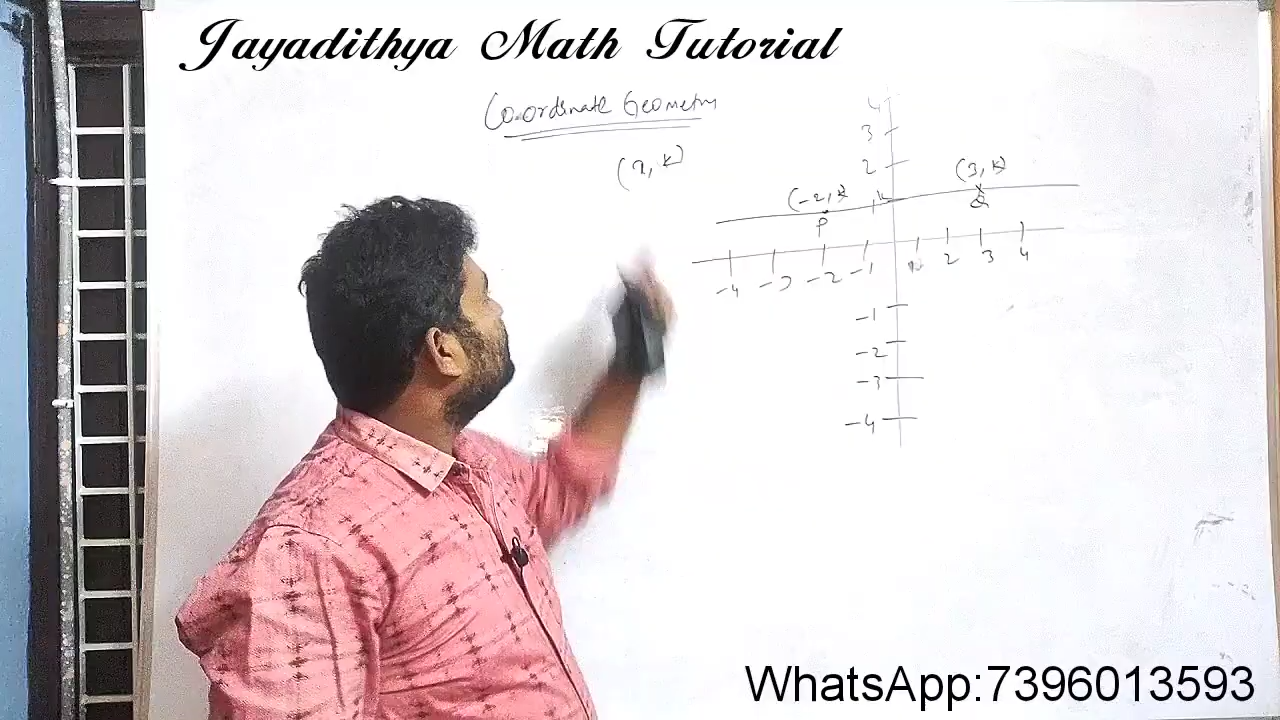 Jayadithya Math Tutorial
Co-ordinate Geometry
(x, k)
4
3
2
(3, k)
(-2, k)
k
Q
P
-4 -3 -2 -1 2 3 4
-1
-2
-3
-4
WhatsApp:7396013593